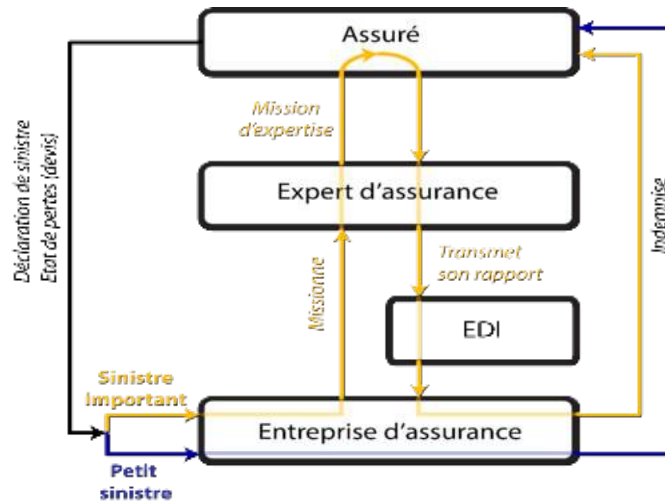 Assuré
Mission
d'expertise
Déclaration de sinistre
Etat de pertes (devis)
Expert d'assurance
Indemnise
Missionne
Transmet
son rapport
EDI
Sinistre
Important
Entreprise d'assurance
Petit
sinistre